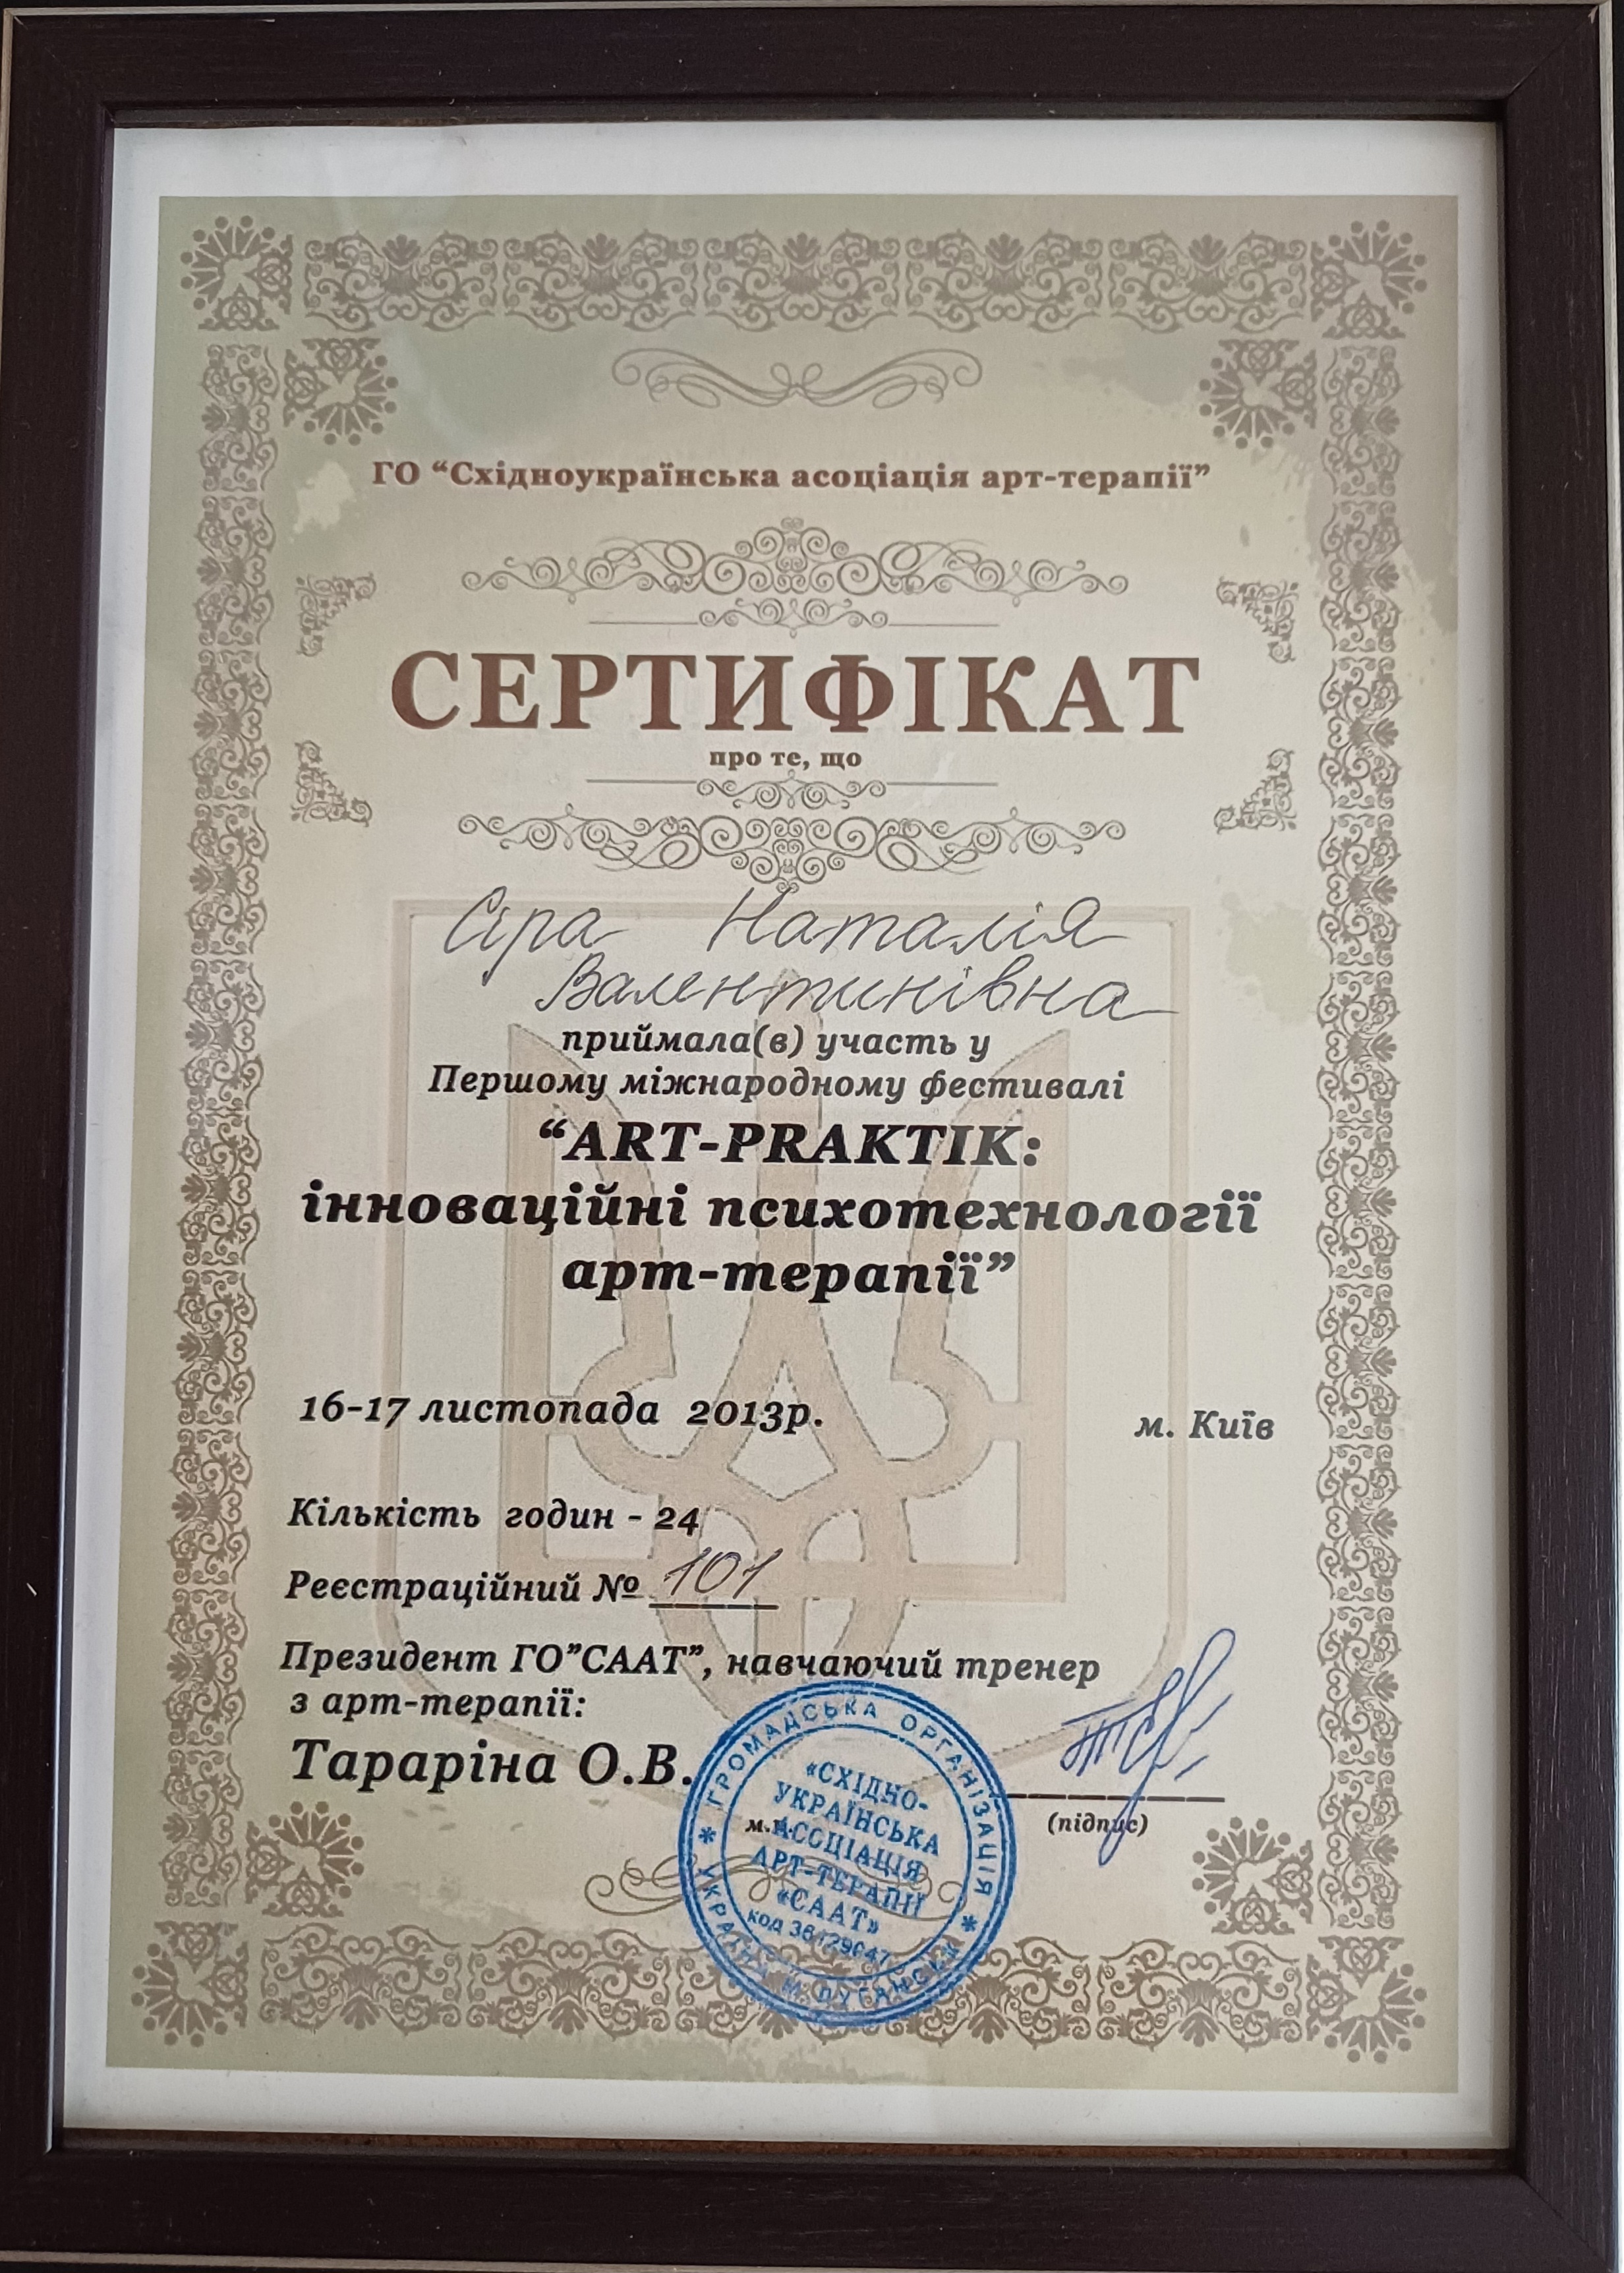 ГО “Східноукраїнська асоціація арт-терапії”
СЕРТИФІКАТ
про те, що
Сіра Наталія
Валентинівна
приймала(в) участь у
Першому міжнародному фестивалі
“ART-PRAKTIK:
інноваційні психотехнології
арт-терапії”
16-17 листопада 2013р.
м. Київ
Кількість годин - 24
Реєстраційний № 101
Президент ГО”СААТ”, навчаючий тренер
з арт-терапії:
Тараріна О.В.
(підпис)
ГРОМАДСЬКА ОРГАНІЗАЦІЯ
«СХІДНО-
УКРАЇНСЬКА
АСОЦІАЦІЯ
АРТ-ТЕРАПІЇ
«СААТ»
код